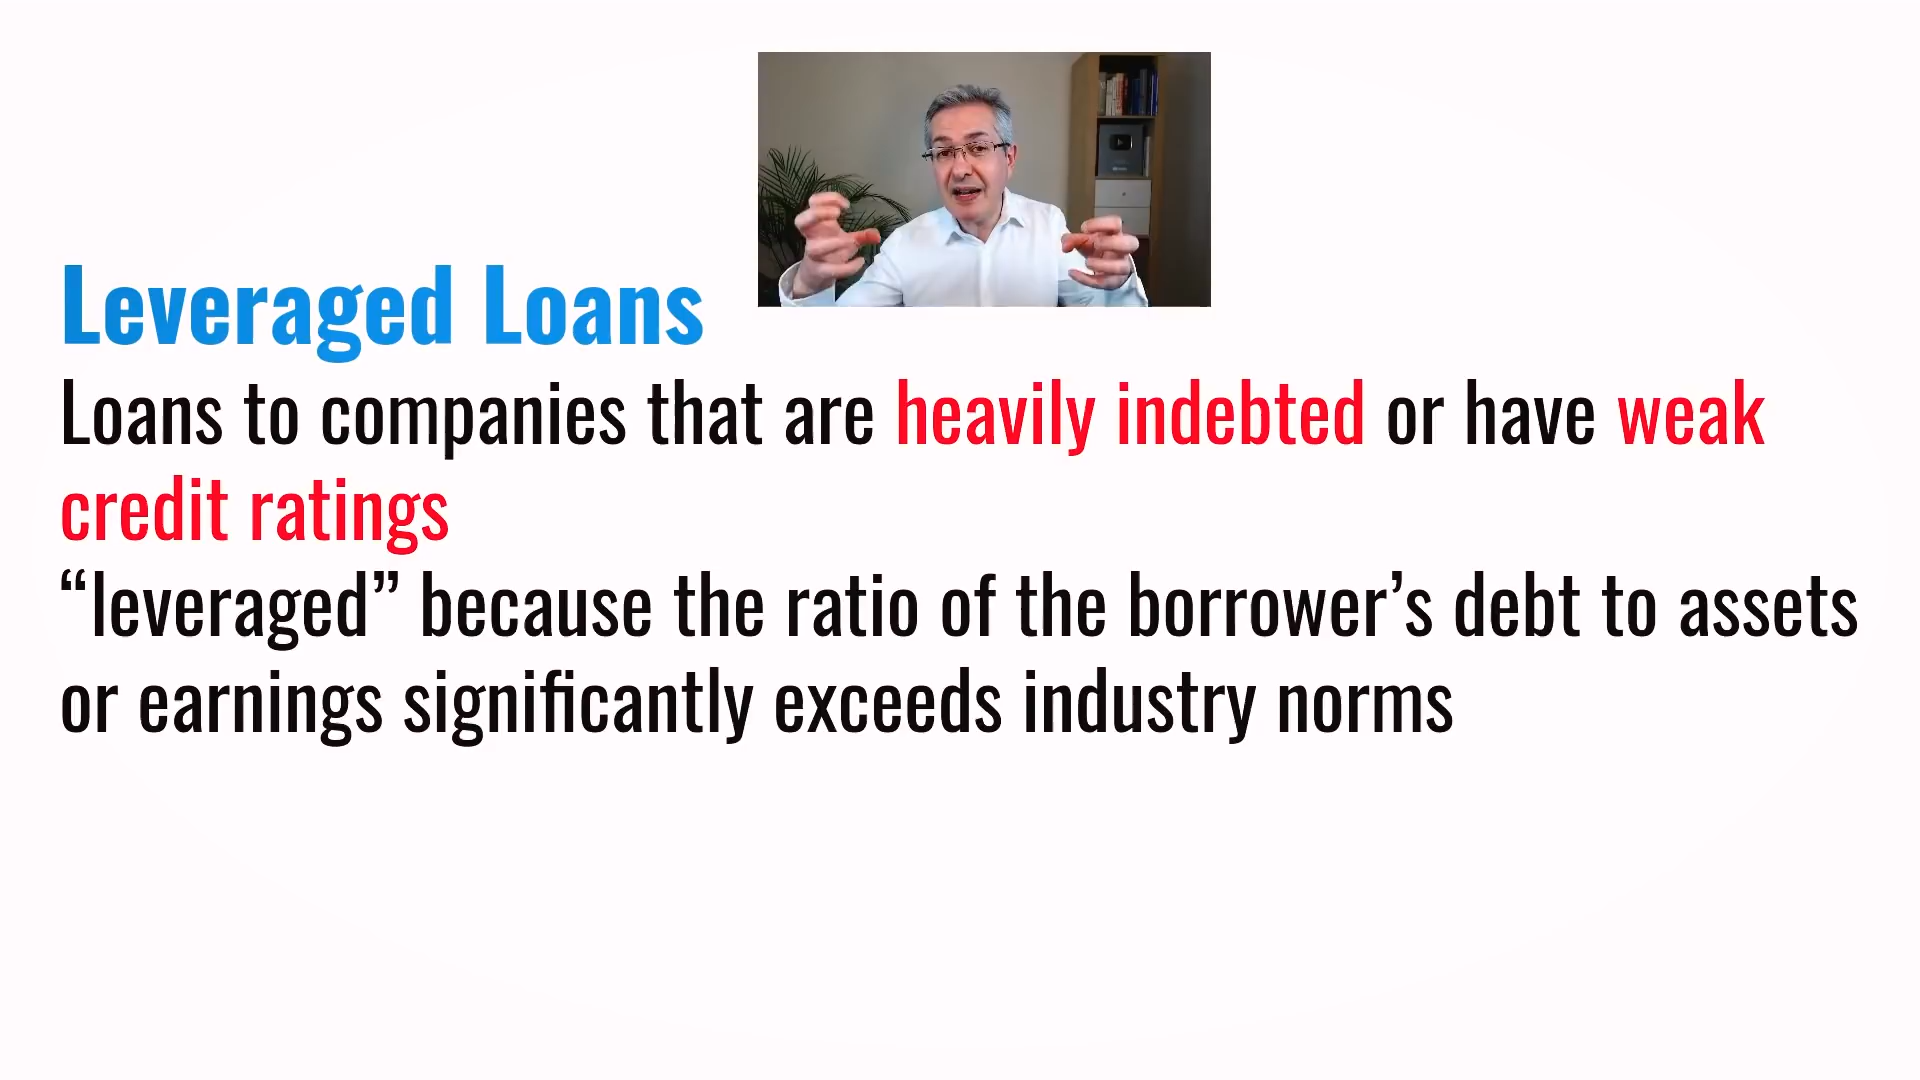 Leveraged Loans
Loans to companies that are heavily indebted or have weak
credit ratings
“leveraged” because the ratio of the borrower’s debt to assets
or earnings significantly exceeds industry norms